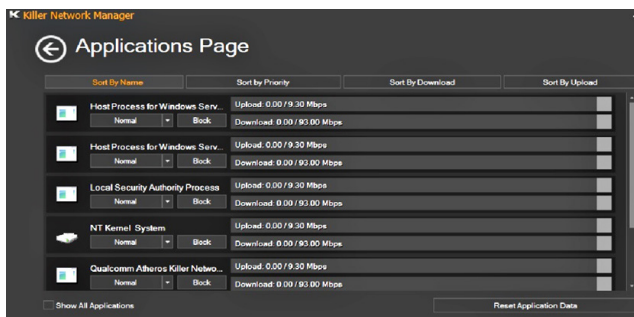 Killer Network Manager
Applications Page
Sort By Name Sort by Priority Sort By Download Sort By Upload
Host Process for Windows Serv...
Upload: 0.00 / 9.30 Mbps
Normal Block
Download: 0.00 / 93.00 Mbps
Host Process for Windows Serv...
Upload: 0.00 / 9.30 Mbps
Normal Block
Download: 0.00 / 93.00 Mbps
Local Security Authority Process
Upload: 0.00 / 9.30 Mbps
Normal Block
Download: 0.00 / 93.00 Mbps
NT Kernel System
Upload: 0.00 / 9.30 Mbps
Normal Block
Download: 0.00 / 93.00 Mbps
Qualcomm Atheros Killer Netwo...
Upload: 0.00 / 9.30 Mbps
Normal Block
Download: 0.00 / 93.00 Mbps
Show All Applications Reset Application Data